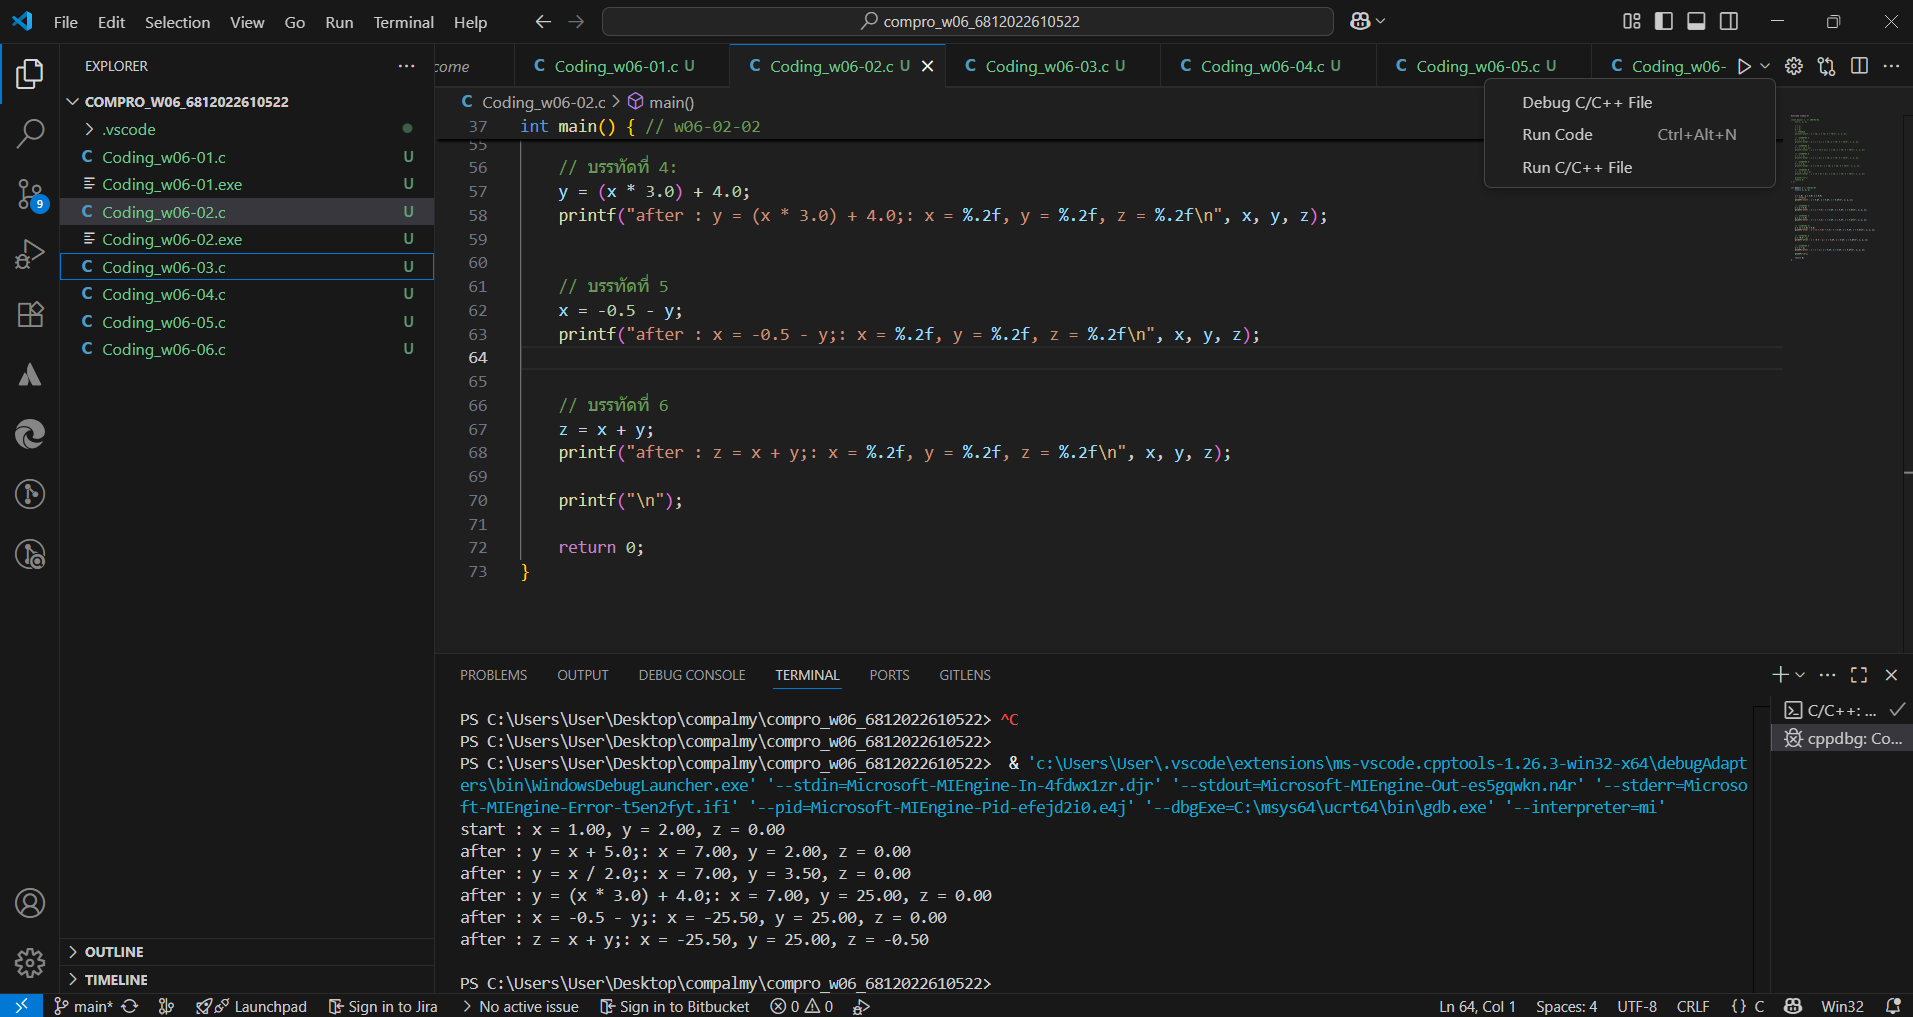 File Edit Selection View Go Run Terminal Help
compro_w06_6812022610522
EXPLORER
COMPRO_W06_6812022610522
.vscode
Coding_w06-01.c U
Coding_w06-01.exe U
Coding_w06-02.c U
Coding_w06-02.exe U
Coding_w06-03.c U
Coding_w06-04.c U
Coding_w06-05.c U
Coding_w06-06.c U
9
OUTLINE
TIMELINE
come C Coding_w06-01.c U C Coding_w06-02.c U C Coding_w06-03.c U C Coding_w06-04.c U C Coding_w06-05.c U C Coding_w06-
C Coding_w06-02.c > main()
Debug C/C++ File
Run Code Ctrl+Alt+N
Run C/C++ File
37 int main() { // w06-02-02
55
56 // บรรทัดที่ 4:
57 y = (x * 3.0) + 4.0;
58 printf("after : y = (x * 3.0) + 4.0;: x = %.2f, y = %.2f, z = %.2f\n", x, y, z);
59
60
61 // บรรทัดที่ 5
62 x = -0.5 - y;
63 printf("after : x = -0.5 - y;: x = %.2f, y = %.2f, z = %.2f\n", x, y, z);
64
65
66 // บรรทัดที่ 6
67 z = x + y;
68 printf("after : z = x + y;: x = %.2f, y = %.2f, z = %.2f\n", x, y, z);
69
70 printf("\n");
71
72 return 0;
73 }
PROBLEMS OUTPUT DEBUG CONSOLE TERMINAL PORTS GITLENS
PS C:\Users\User\Desktop\compalmy\compro_w06_6812022610522> ^C
PS C:\Users\User\Desktop\compalmy\compro_w06_6812022610522>
PS C:\Users\User\Desktop\compalmy\compro_w06_6812022610522> & 'c:\Users\User\.vscode\extensions\ms-vscode.cpptools-1.26.3-win32-x64\debugAdapt
ers\bin\WindowsDebugLauncher.exe' '--stdin=Microsoft-MIEngine-In-4fdwx1zr.djr' '--stdout=Microsoft-MIEngine-Out-es5gqwkn.n4r' '--stderr=Microso
ft-MIEngine-Error-t5en2fyt.ifi' '--pid=Microsoft-MIEngine-Pid-efejd2i0.e4j' '--dbgExe=C:\msys64\ucrt64\bin\gdb.exe' '--interpreter=mi'
start : x = 1.00, y = 2.00, z = 0.00
after : y = x + 5.0;: x = 7.00, y = 2.00, z = 0.00
after : y = x / 2.0;: x = 7.00, y = 3.50, z = 0.00
after : y = (x * 3.0) + 4.0;: x = 7.00, y = 25.00, z = 0.00
after : x = -0.5 - y;: x = -25.50, y = 25.00, z = 0.00
after : z = x + y;: x = -25.50, y = 25.00, z = -0.50
PS C:\Users\User\Desktop\compalmy\compro_w06_6812022610522>
C/C++: ...
cppdbg: Co...
main* Launchpad Sign in to Jira > No active issue Sign in to Bitbucket 0 0 Ln 64, Col 1 Spaces: 4 UTF-8 CRLF {} C Win32